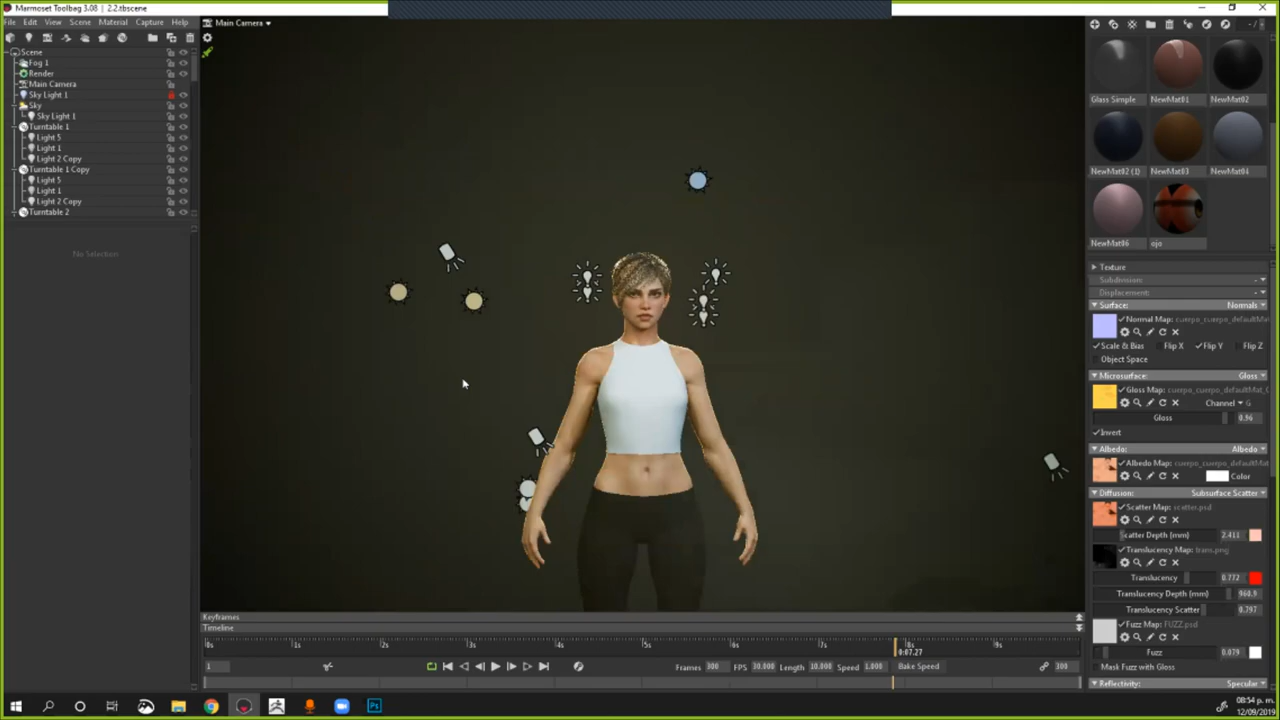 Marmoset Toolbag 3.08 | 2.2.tbscene
File Edit View Scene Material Capture Help
Main Camera
Scene
Fog 1
Render
Main Camera
Sky Light 1
Sky
Sky Light 1
Turntable 1
Light 5
Light 1
Light 2 Copy
Turntable 1 Copy
Light 5
Light 1
Light 2 Copy
Turntable 2
No Selection
Glass Simple NewMat01 NewMat02
NewMat02 (1) NewMat03 NewMat04
NewMat06 ojo
Texture
Subdivision:
Displacement:
Surface: Normals
Normal Map: cuerpo_cuerpo_defaultMat
Scale & Bias Flip X Flip Y Flip Z
Object Space
Microsurface: Gloss
Gloss Map: cuerpo_cuerpo_defaultMat_
Channel G
Gloss 0.96
Invert
Albedo: Albedo
Albedo Map: cuerpo_cuerpo_defaultMat
Color
Diffusion: Subsurface Scatter
Scatter Map: scatter.psd
Scatter Depth (mm) 2.411
Translucency Map: trans.png
Translucency 0.772
Translucency Depth (mm) 960.9
Translucency Scatter 0.797
Fuzz Map: FUZZ.psd
Fuzz 0.079
Mask Fuzz with Gloss
Reflectivity: Specular
Keyframes
Timeline
0s 1s 2s 3s 4s 5s 6s 7s 8s 9s
0:07.27
1 Frames 300 FPS 30.000 Length 10.000 Speed 1.000 Bake Speed 300
08:54 p. m.
12/09/2019